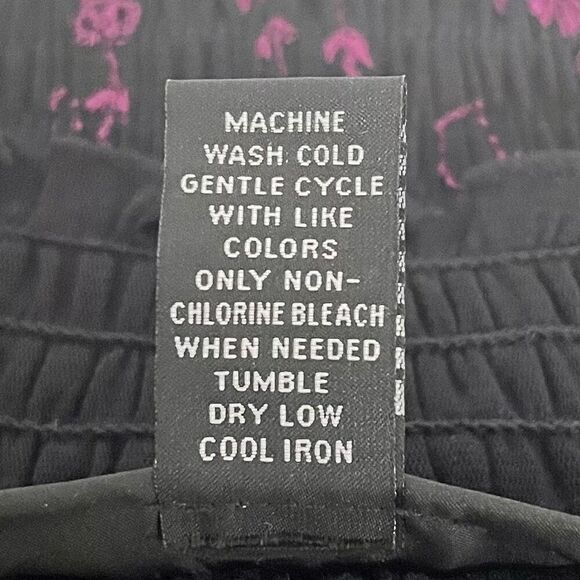 MACHINE
WASH COLD
GENTLE CYCLE
WITH LIKE
COLORS
ONLY NON-
CHLORINE BLEACH
WHEN NEEDED
TUMBLE
DRY LOW
COOL IRON